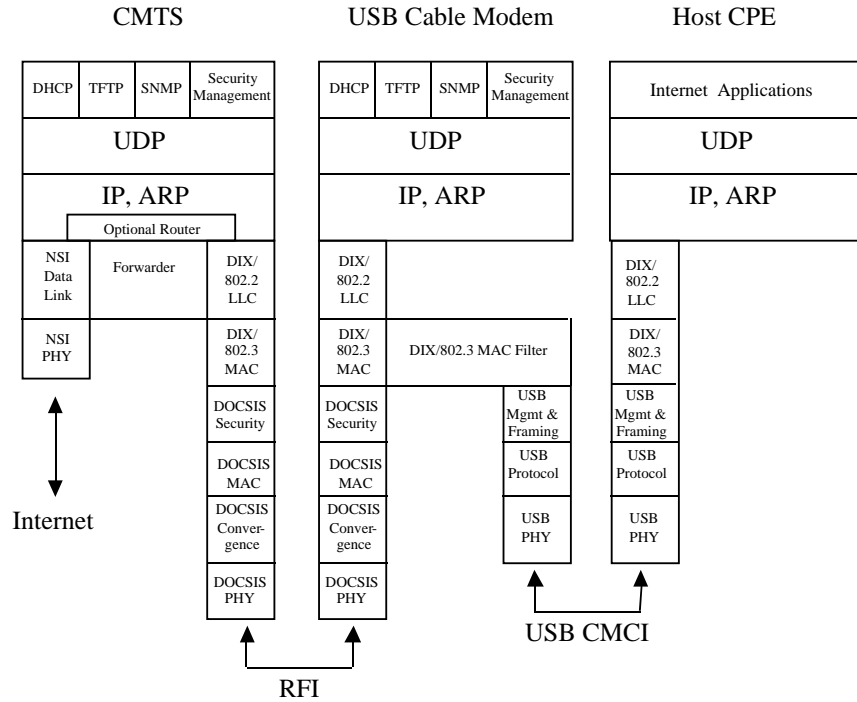 CMTS
USB Cable Modem
Host CPE
DHCP
TFTP
SNMP
Security
Management
DHCP
TFTP
SNMP
Security
Management
Internet Applications
UDP
UDP
UDP
IP, ARP
IP, ARP
IP, ARP
Optional Router
NSI
Data
Link
Forwarder
DIX/
802.2
LLC
DIX/
802.2
LLC
DIX/
802.2
LLC
NSI
PHY
DIX/
802.3
MAC
DIX/
802.3
MAC
DIX/802.3 MAC Filter
DIX/
802.3
MAC
DOCSIS
Security
DOCSIS
Security
USB
Mgmt &
Framing
USB
Mgmt &
Framing
DOCSIS
MAC
DOCSIS
MAC
USB
Protocol
USB
Protocol
Internet
DOCSIS
Conver-
gence
DOCSIS
Conver-
gence
USB
PHY
USB
PHY
DOCSIS
PHY
DOCSIS
PHY
USB CMCI
RFI